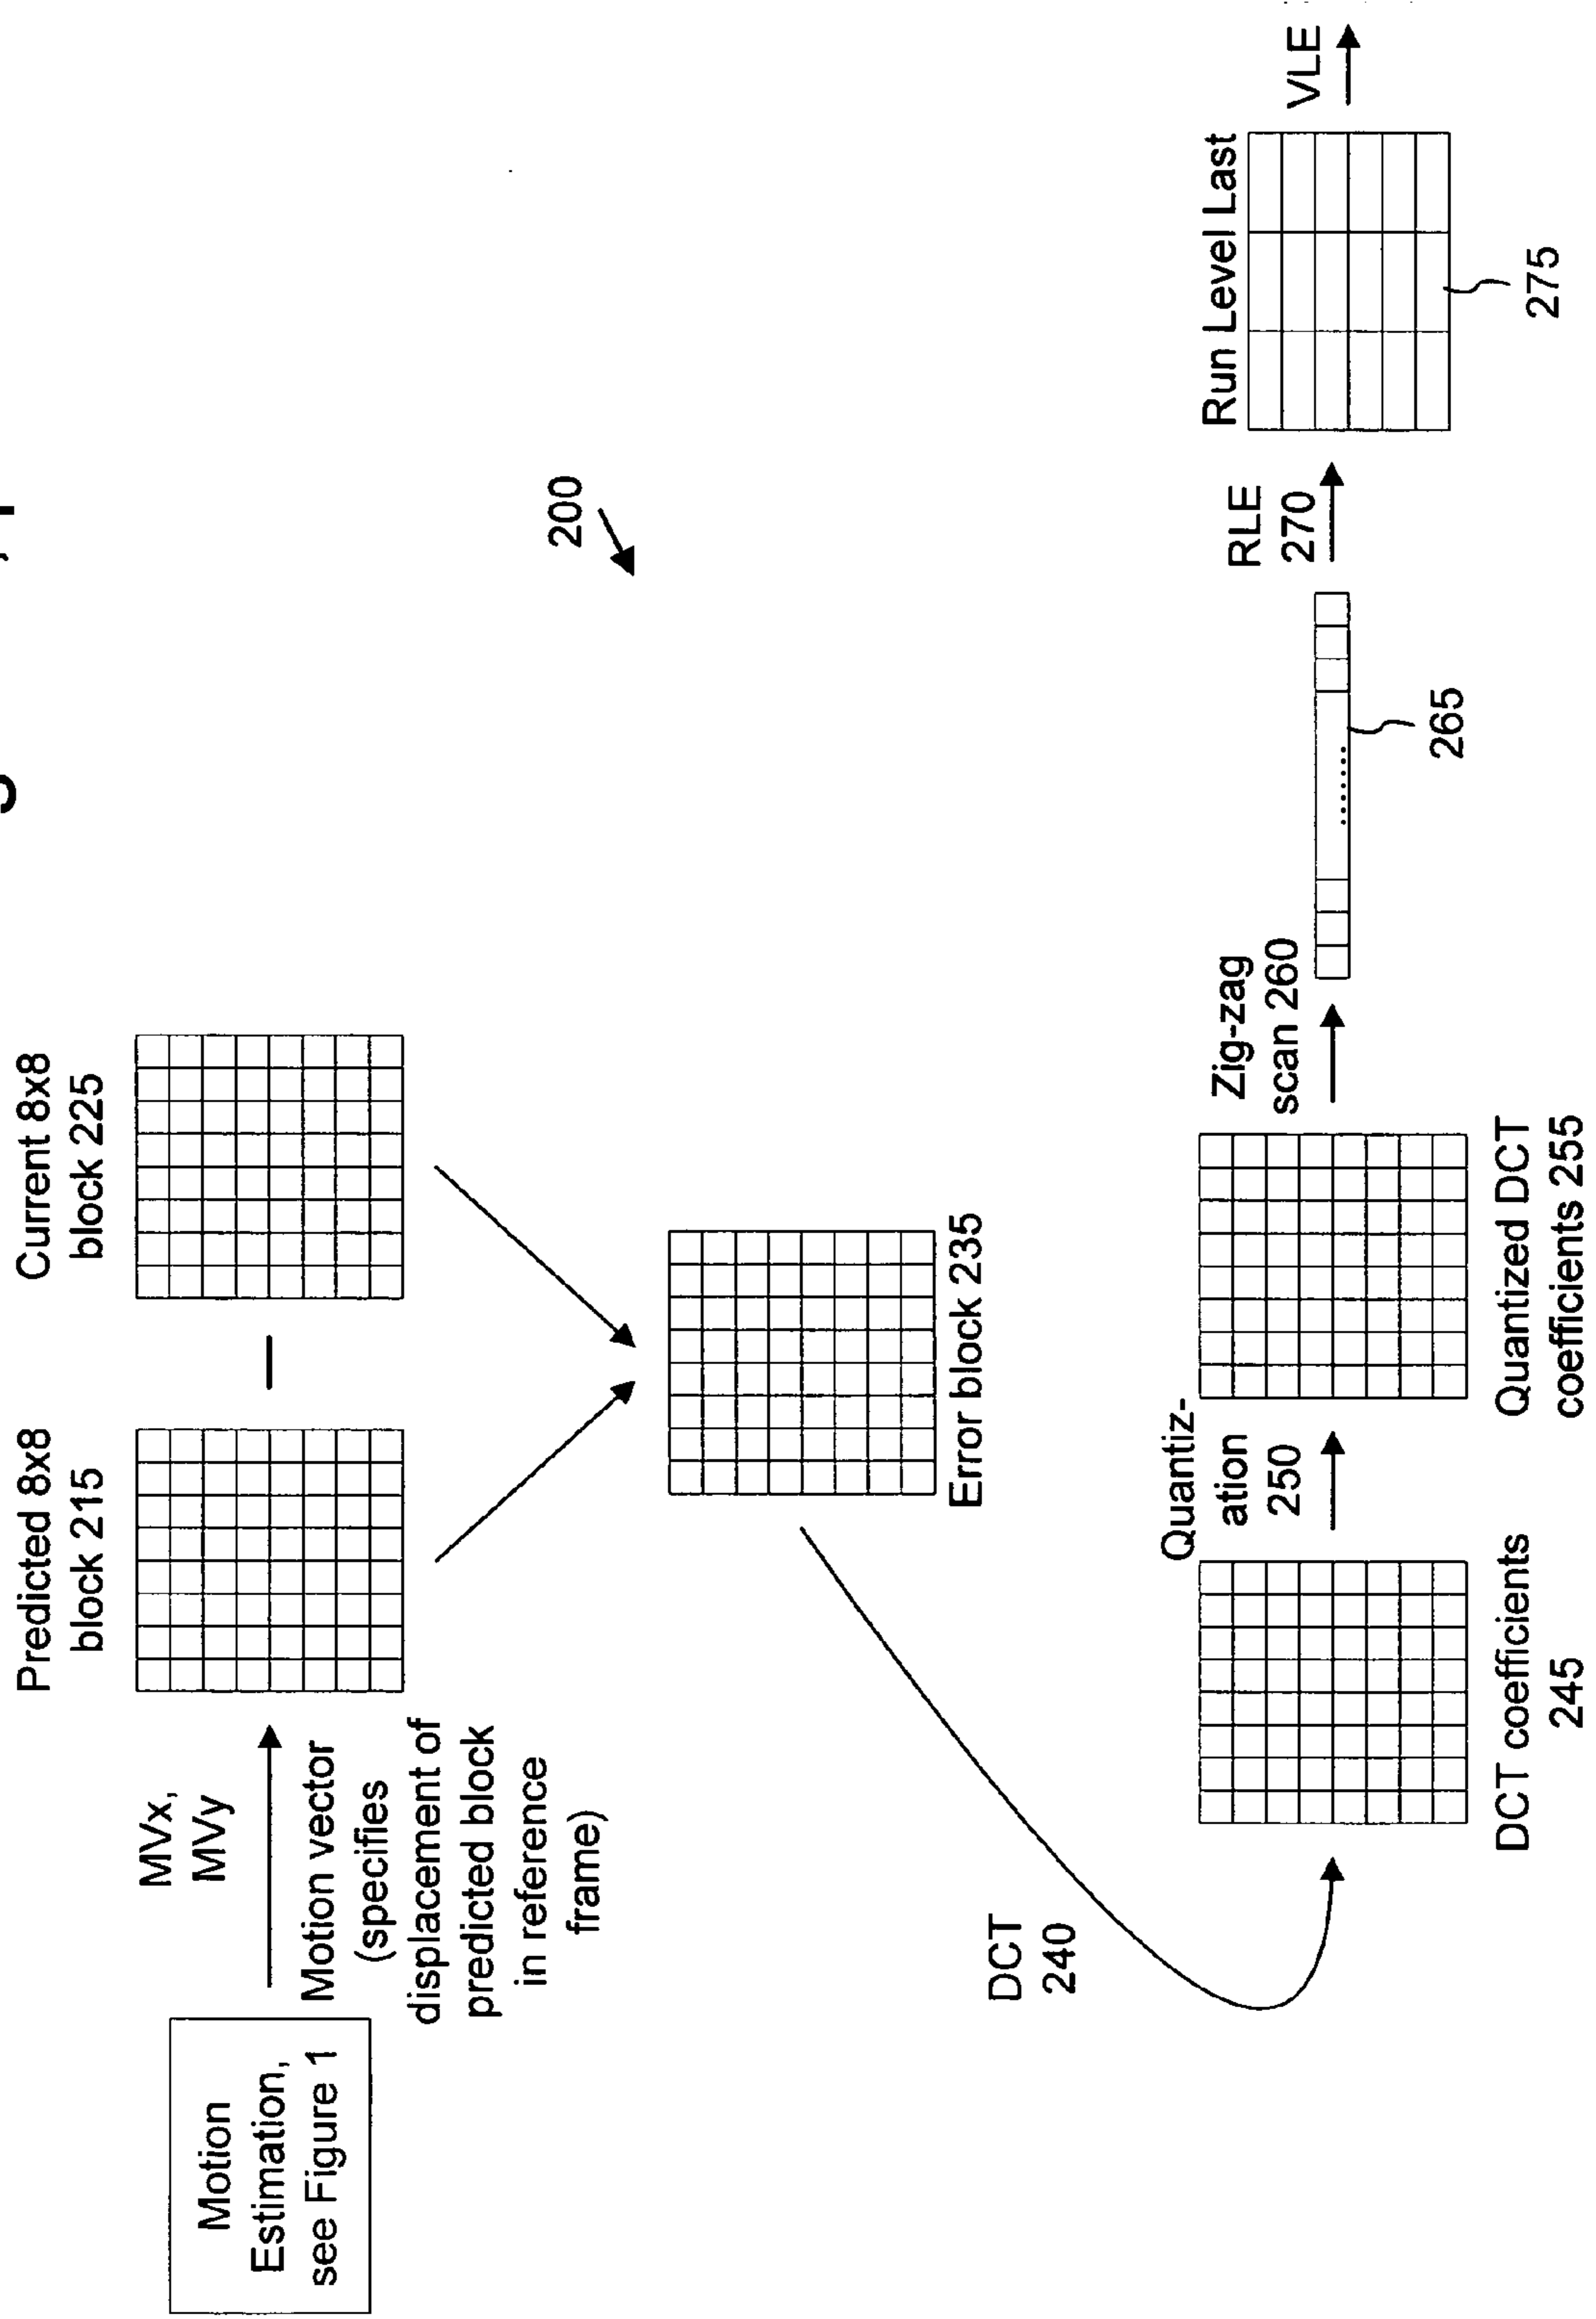 Motion
Estimation,
see Figure 1
MVx,
MVy
Motion vector
(specifies
displacement of
predicted block
in reference
frame)
Predicted 8x8
block 215
Current 8x8
block 225
200
Error block 235
DCT
240
DCT coefficients
245
Quantiz-
ation
250
Quantized DCT
coefficients 255
Zig-zag
scan 260
265
RLE
270
Run Level Last
275
VLE